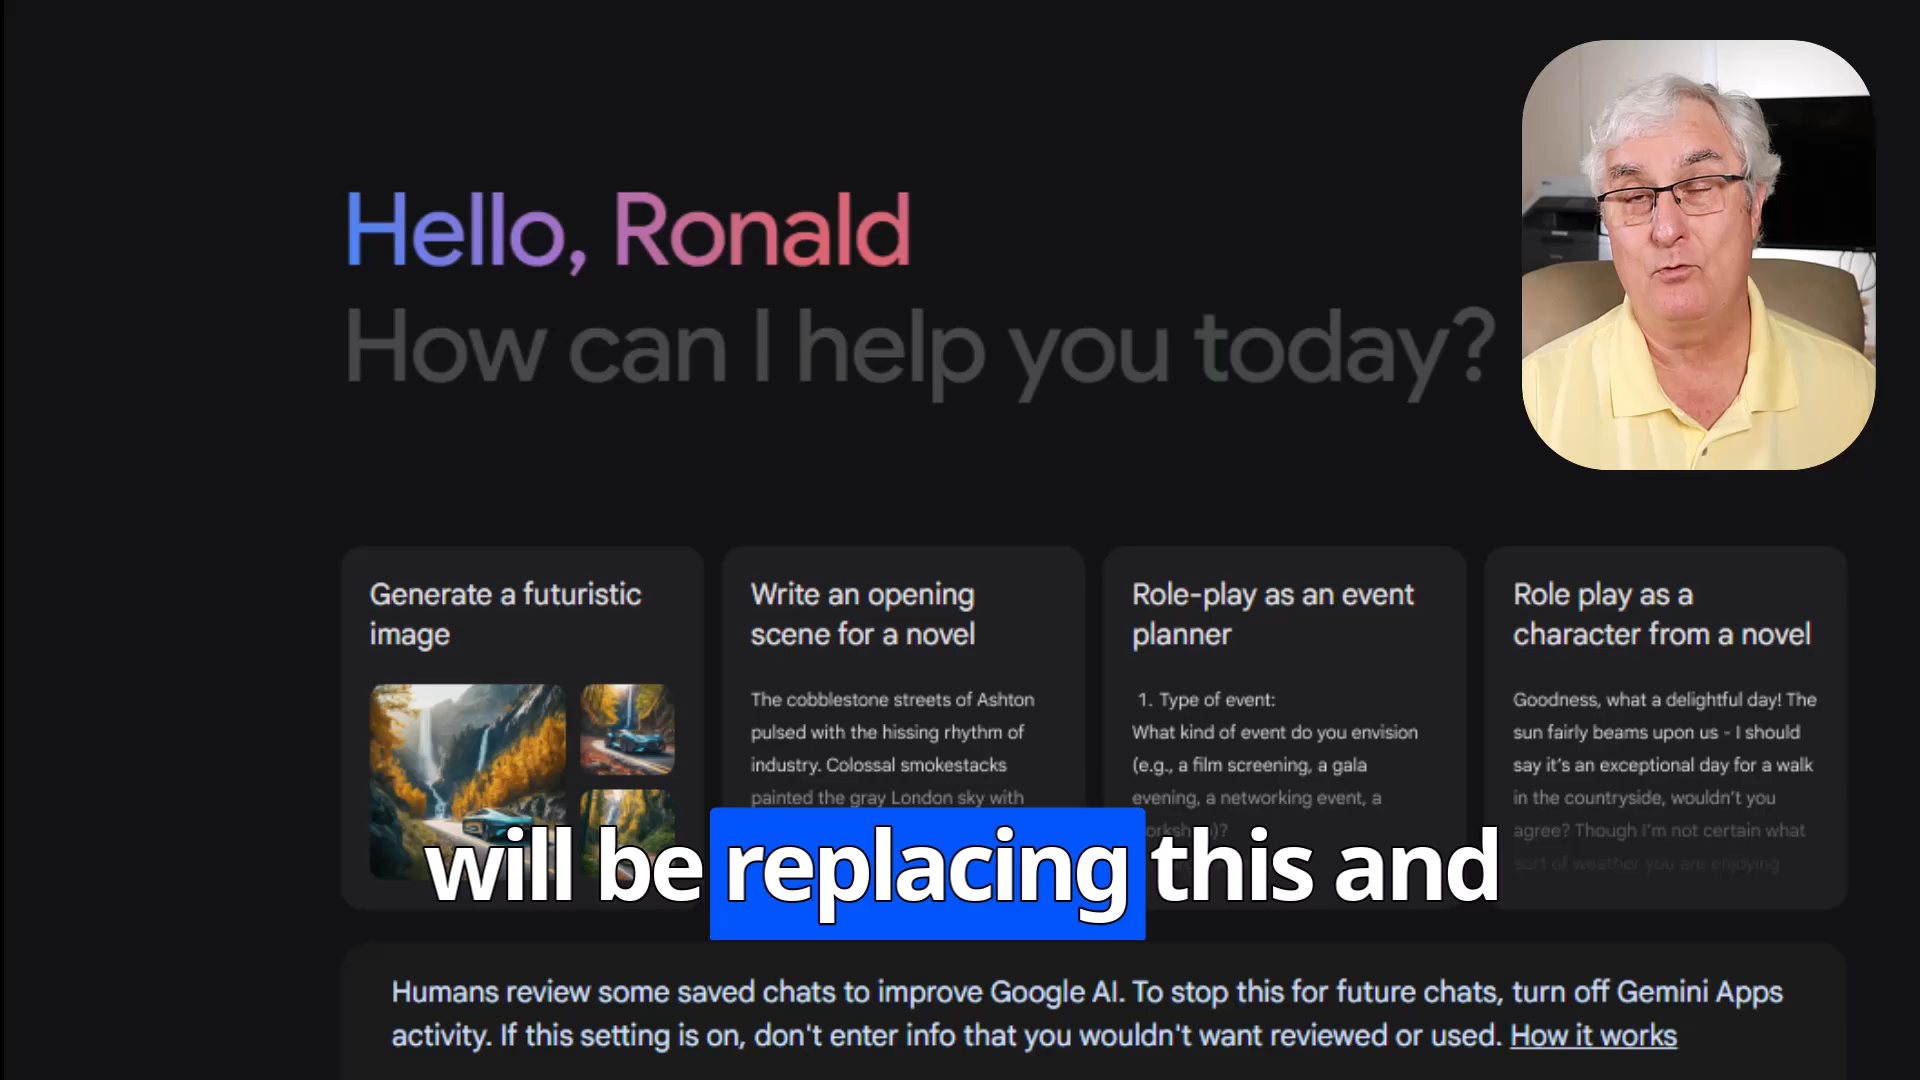 Hello, Ronald
How can I help you today?
Generate a futuristic
image
Write an opening
scene for a novel
The cobblestone streets of Ashton
pulsed with the hissing rhythm of
industry. Colossal smokestacks
painted the gray London sky with
Role-play as an event
planner
1. Type of event:
What kind of event do you envision
(e.g., a film screening, a gala
evening, a networking event, a
Role play as a
character from a novel
Goodness, what a delightful day! The
sun fairly beams upon us - I should
say it's an exceptional day for a walk
in the countryside, wouldn't you
agree? Though I'm not certain what
sort of weather you are enjoying
will be replacing this and
Humans review some saved chats to improve Google AI. To stop this for future chats, turn off Gemini Apps
activity. If this setting is on, don't enter info that you wouldn't want reviewed or used. How it works